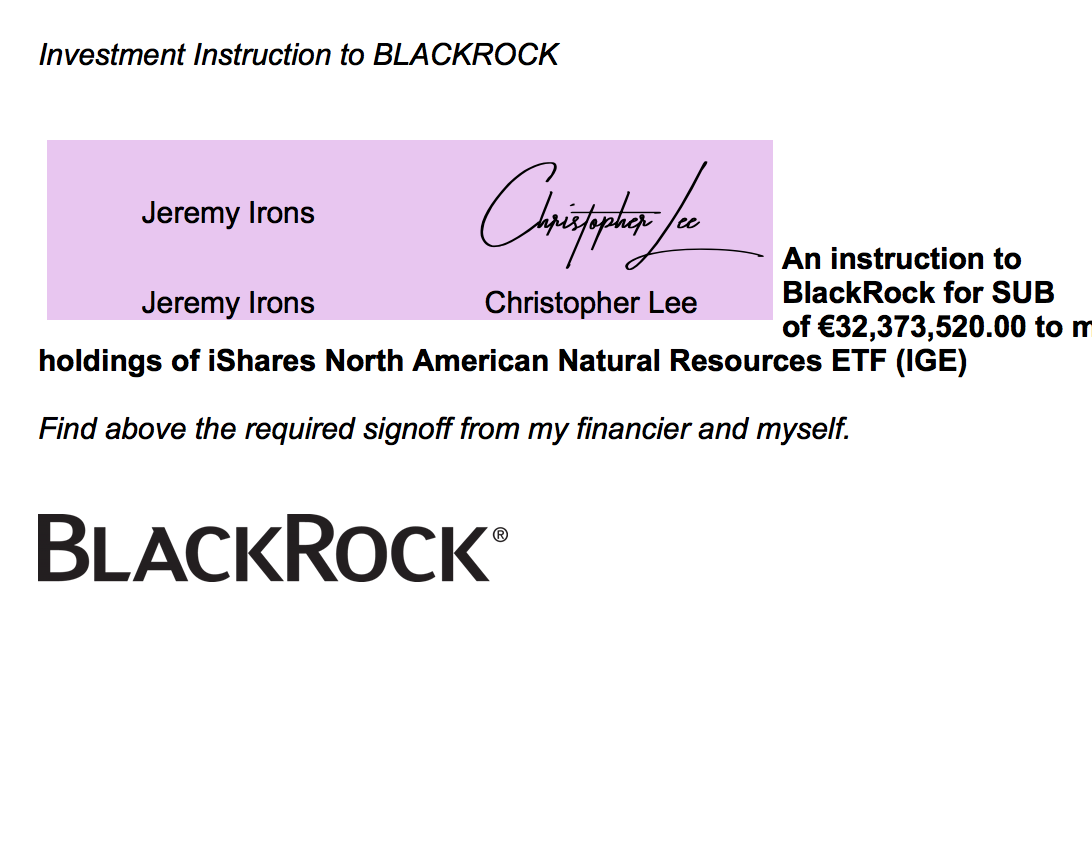 Investment Instruction to BLACKROCK
Jeremy Irons
Christopher Lee
Jeremy Irons
Christopher Lee
An instruction to
BlackRock for SUB
of €32,373,520.00 to m
holdings of iShares North American Natural Resources ETF (IGE)
Find above the required signoff from my financier and myself.
BLACKROCK®